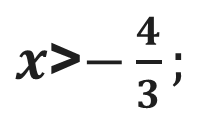 x > − 4/3 ;